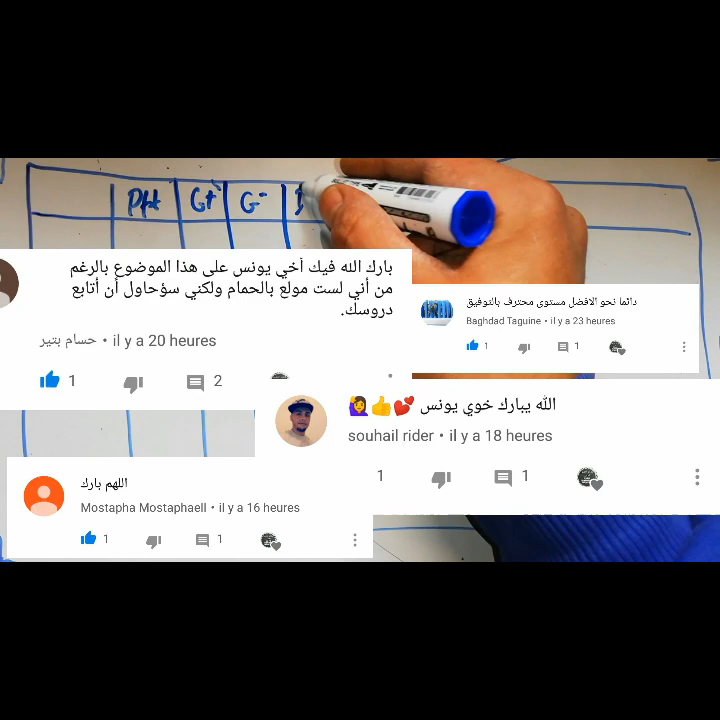 G+ G-
بارك الله فيك أخي يونس على هذا الموضوع بالرغم
من أني لست مولع بالحمام ولكني سؤحاول أن أتابع
دروسك.
حسام بتير • il y a 20 heures
1 2
دائما نحو الافضل مستوى محترف بالتوفيق
Baghdad Taguine • il y a 23 heures
1 1
الله يبارك خوي يونس 💕👍🙋‍♀️
souhail rider • il y a 18 heures
1 1
اللهم بارك
Mostapha Mostaphaell • il y a 16 heures
1 1